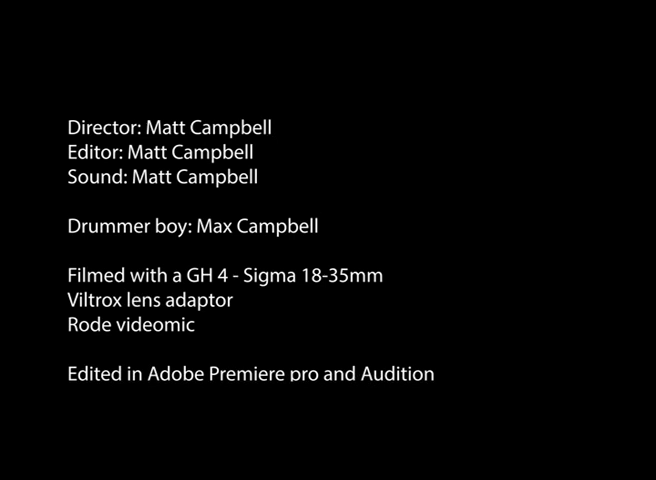 Director: Matt Campbell
Editor: Matt Campbell
Sound: Matt Campbell
Drummer boy: Max Campbell
Filmed with a GH 4 - Sigma 18-35mm
Viltrox lens adaptor
Rode videomic
Edited in Adobe Premiere pro and Audition